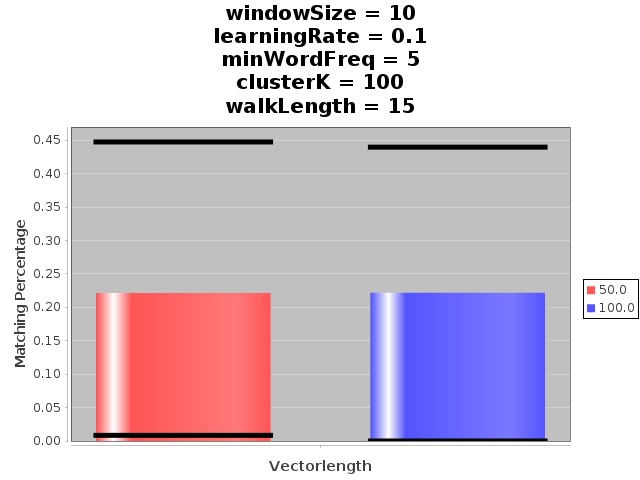 windowSize = 10
learningRate = 0.1
minWordFreq = 5
clusterK = 100
walkLength = 15
Matching Percentage
0.45
0.40
0.35
0.30
0.25
0.20
0.15
0.10
0.05
0.00
Vectorlength
50.0
100.0